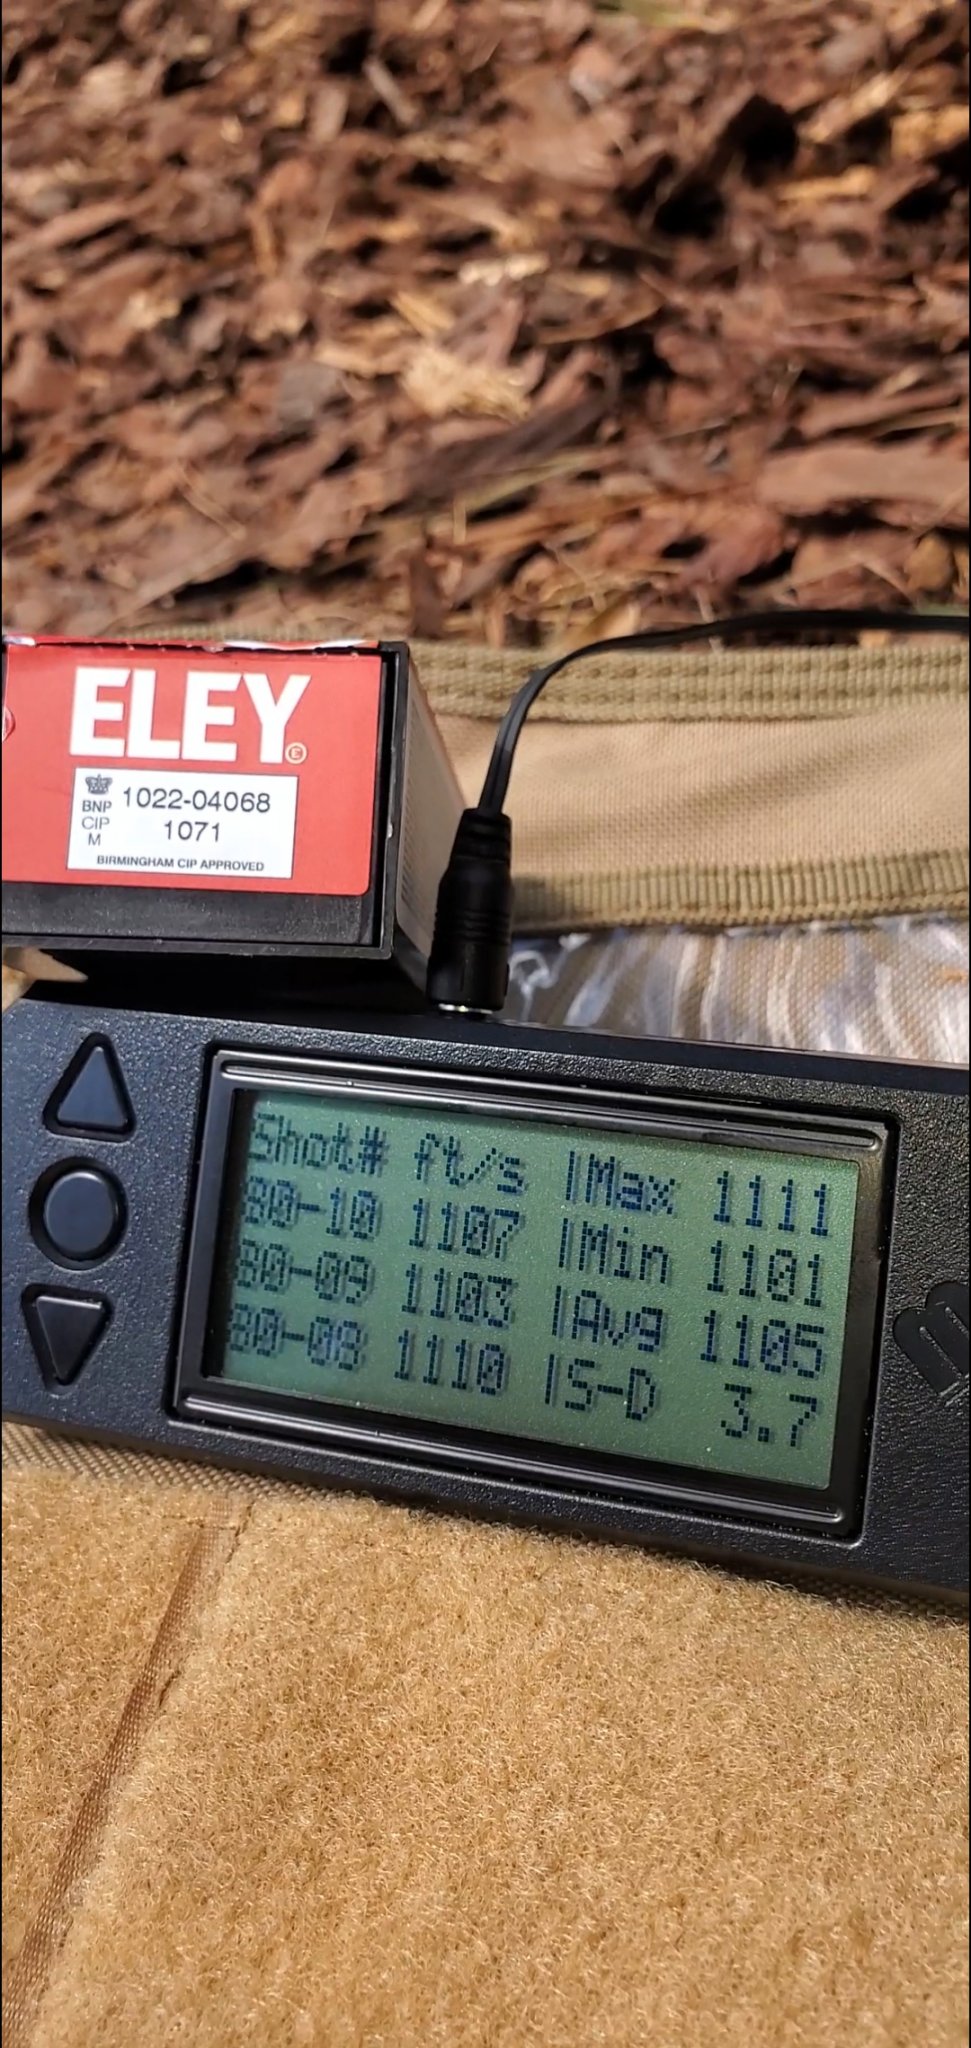 ELEY
BNP 1022-04068
CIP 1071
M
BIRMINGHAM CIP APPROVED
Shot# ft/s |Max 1111
80-10 1107 |Min 1101
80-09 1103 |Avg 1105
80-08 1110 |S-D 3.7